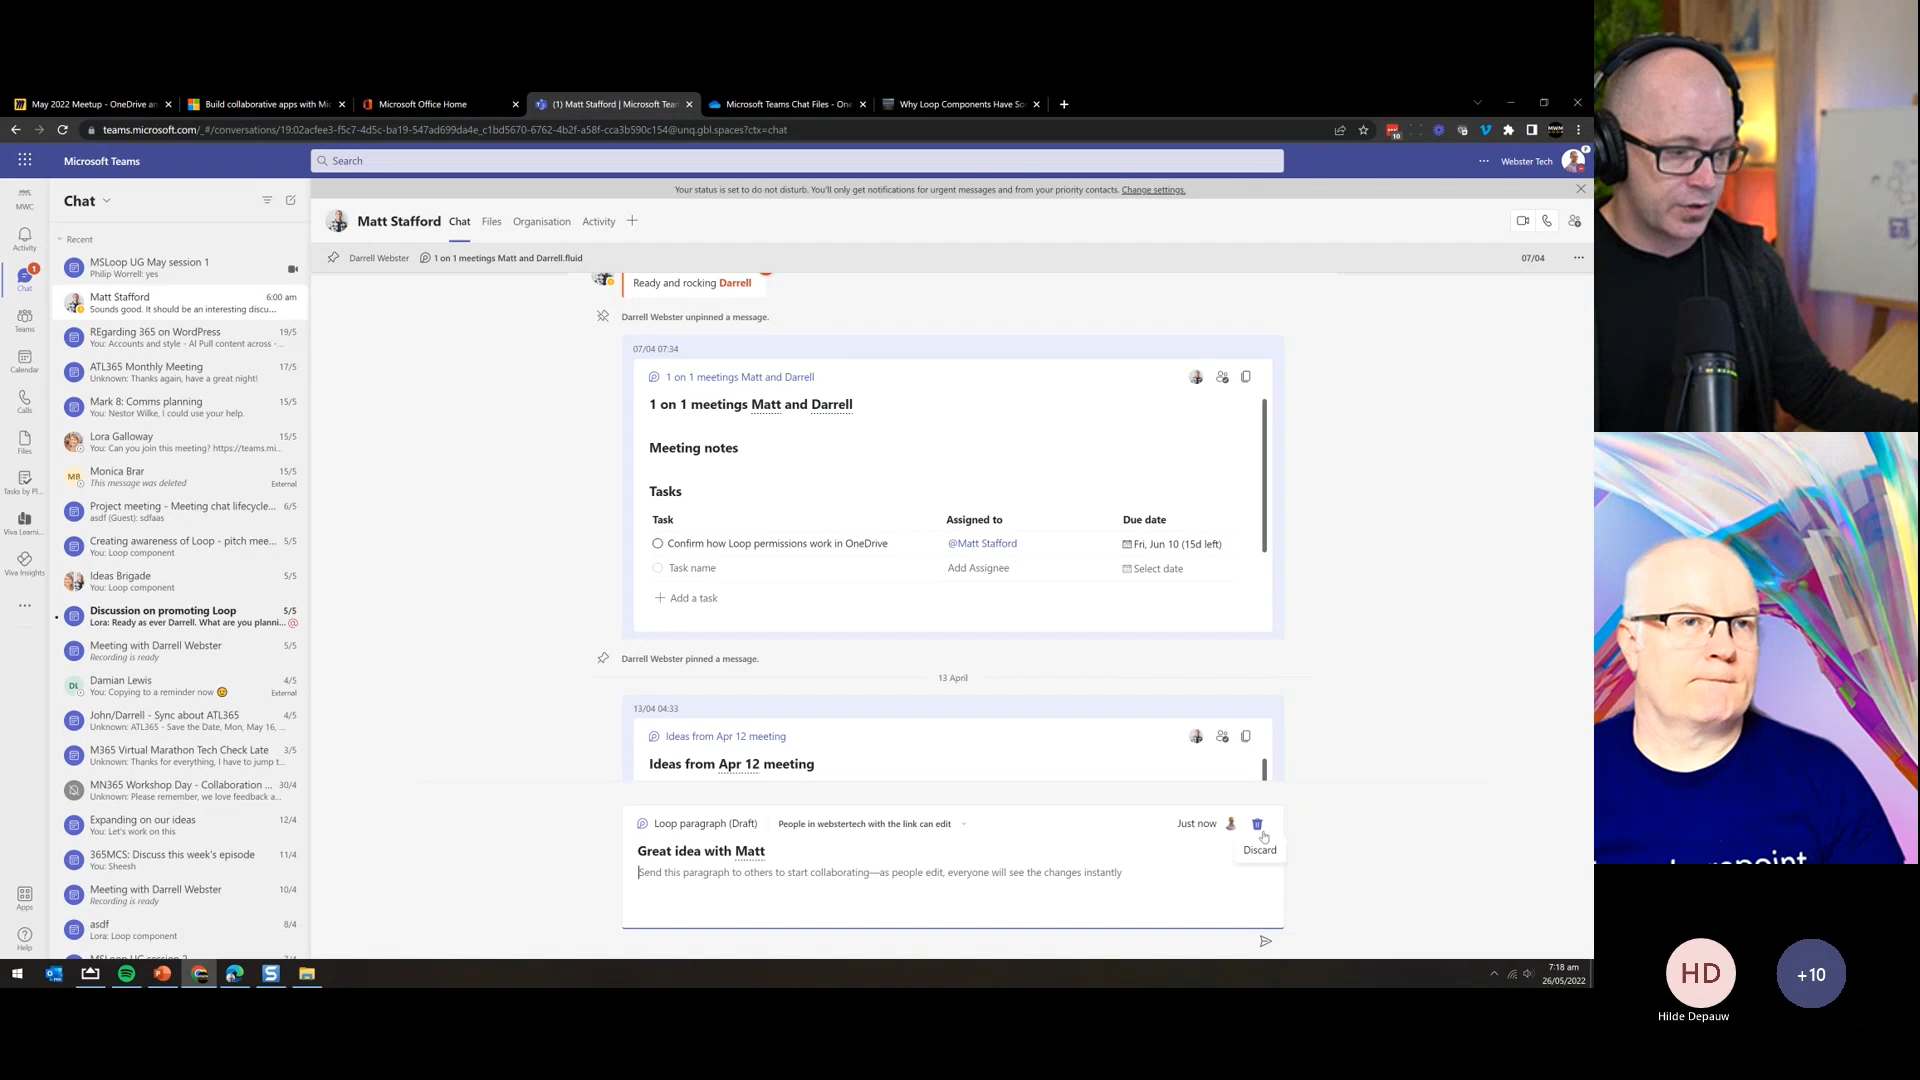 May 2022 Meetup - OneDrive an
Build collaborative apps with Mic
Microsoft Office Home
(1) Matt Stafford | Microsoft Team
Microsoft Teams Chat Files - One
Why Loop Components Have So
teams.microsoft.com/_#/conversations/19:02acfee3-f5c7-4d5c-ba19-547ad699da4e_c1bd5670-6762-4b2f-a58f-cca3b590c154@unq.gbl.spaces?ctx=chat
Microsoft Teams
Search
Webster Tech
Your status is set to do not disturb. You'll only get notifications for urgent messages and from your priority contacts. Change settings.
MWC
Activity
Chat
Teams
Calendar
Calls
Files
Tasks by Pl...
Viva Learni...
Viva Insights
Apps
Help
Chat
Recent
MSLoop UG May session 1
Philip Worrell: yes
Matt Stafford 6:00 am
Sounds good. It should be an interesting discu...
REgarding 365 on WordPress 19/5
You: Accounts and style - AI Pull content across -...
ATL365 Monthly Meeting 17/5
Unknown: Thanks again, have a great night!
Mark 8: Comms planning 15/5
You: Nestor Wilke, I could use your help.
Lora Galloway 15/5
You: Can you join this meeting? https://teams.mi...
MB
Monica Brar 15/5
This message was deleted External
Project meeting - Meeting chat lifecycle... 6/5
asdf (Guest): sdfaas
Creating awareness of Loop - pitch mee... 5/5
You: Loop component
Ideas Brigade 5/5
You: Loop component
Discussion on promoting Loop 5/5
Lora: Ready as ever Darrell. What are you planni... @
Meeting with Darrell Webster 5/5
Recording is ready
DL
Damian Lewis 4/5
You: Copying to a reminder now External
John/Darrell - Sync about ATL365 4/5
Unknown: ATL365 - Save the Date, Mon, May 16, ...
M365 Virtual Marathon Tech Check Late 3/5
Unknown: Thanks for everything, I have to jump t...
MN365 Workshop Day - Collaboration ... 30/4
Unknown: Please remember, we love feedback a...
Expanding on our ideas 12/4
You: Let's work on this
365MCS: Discuss this week's episode 11/4
You: Sheesh
Meeting with Darrell Webster 10/4
Recording is ready
asdf 8/4
Lora: Loop component
Matt Stafford
Chat Files Organisation Activity
Darrell Webster
1 on 1 meetings Matt and Darrell.fluid
07/04
Ready and rocking Darrell
Darrell Webster unpinned a message.
07/04 07:34
1 on 1 meetings Matt and Darrell
1 on 1 meetings Matt and Darrell
Meeting notes
Tasks
Task Assigned to Due date
Confirm how Loop permissions work in OneDrive @Matt Stafford Fri, Jun 10 (15d left)
Task name Add Assignee Select date
Add a task
Darrell Webster pinned a message.
13 April
13/04 04:33
Ideas from Apr 12 meeting
Ideas from Apr 12 meeting
Loop paragraph (Draft) People in webstertech with the link can edit Just now
Discard
Great idea with Matt
Send this paragraph to others to start collaborating—as people edit, everyone will see the changes instantly
7:18 am
26/05/2022
HD
Hilde Depauw
+10